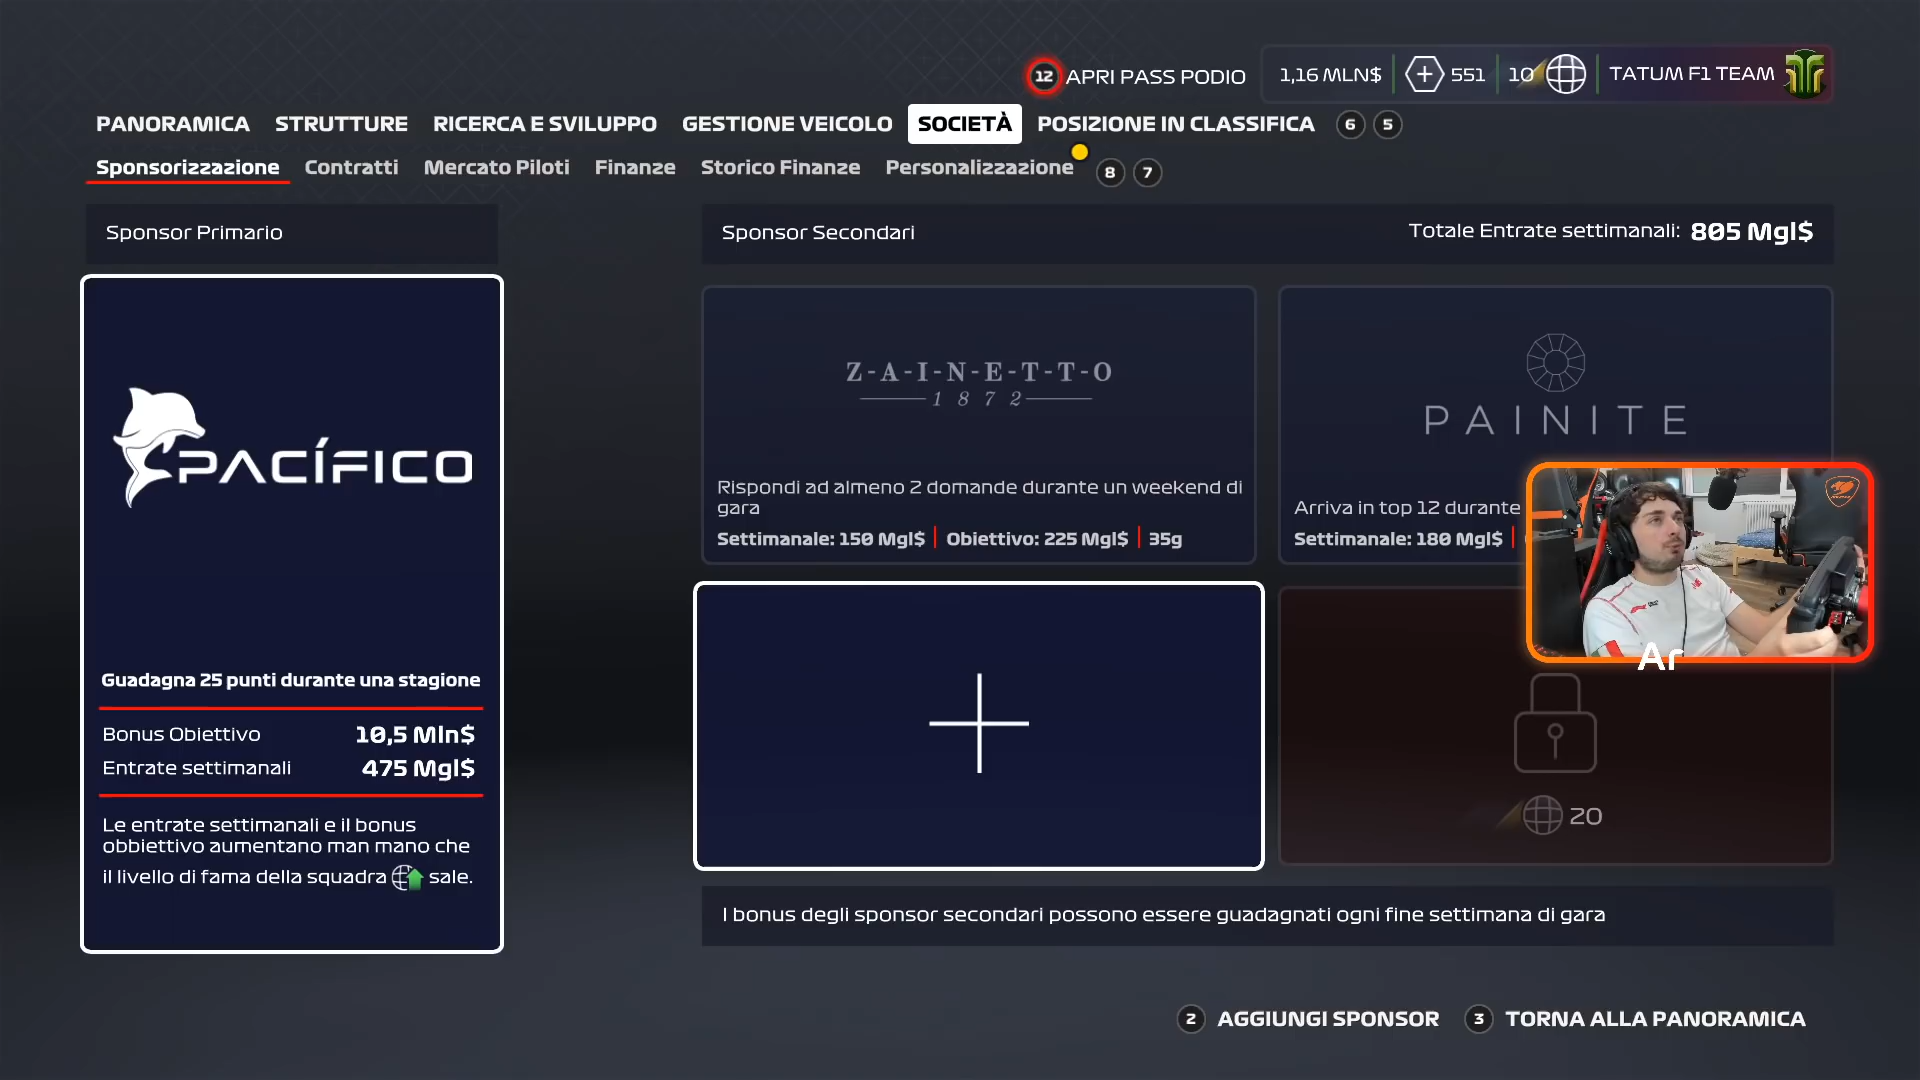 12 APRI PASS PODIO
1,16 MLN$
551
10
TATUM F1 TEAM
PANORAMICA
STRUTTURE
RICERCA E SVILUPPO
GESTIONE VEICOLO
SOCIETÀ
POSIZIONE IN CLASSIFICA
6 5
Sponsorizzazione
Contratti
Mercato Piloti
Finanze
Storico Finanze
Personalizzazione
8 7
Sponsor Primario
Sponsor Secondari
Totale Entrate settimanali: 805 Mgl$
PACÍFICO
Guadagna 25 punti durante una stagione
Bonus Obiettivo 10,5 Mln$
Entrate settimanali 475 Mgl$
Le entrate settimanali e il bonus
obbiettivo aumentano man mano che
il livello di fama della squadra sale.
Z-A-I-N-E-T-T-O
1872
Rispondi ad almeno 2 domande durante un weekend di
gara
Settimanale: 150 Mgl$ Obiettivo: 225 Mgl$ 35g
PAINITE
Arriva in top 12 durante
Settimanale: 180 Mgl$
Ar
20
I bonus degli sponsor secondari possono essere guadagnati ogni fine settimana di gara
2 AGGIUNGI SPONSOR
3 TORNA ALLA PANORAMICA